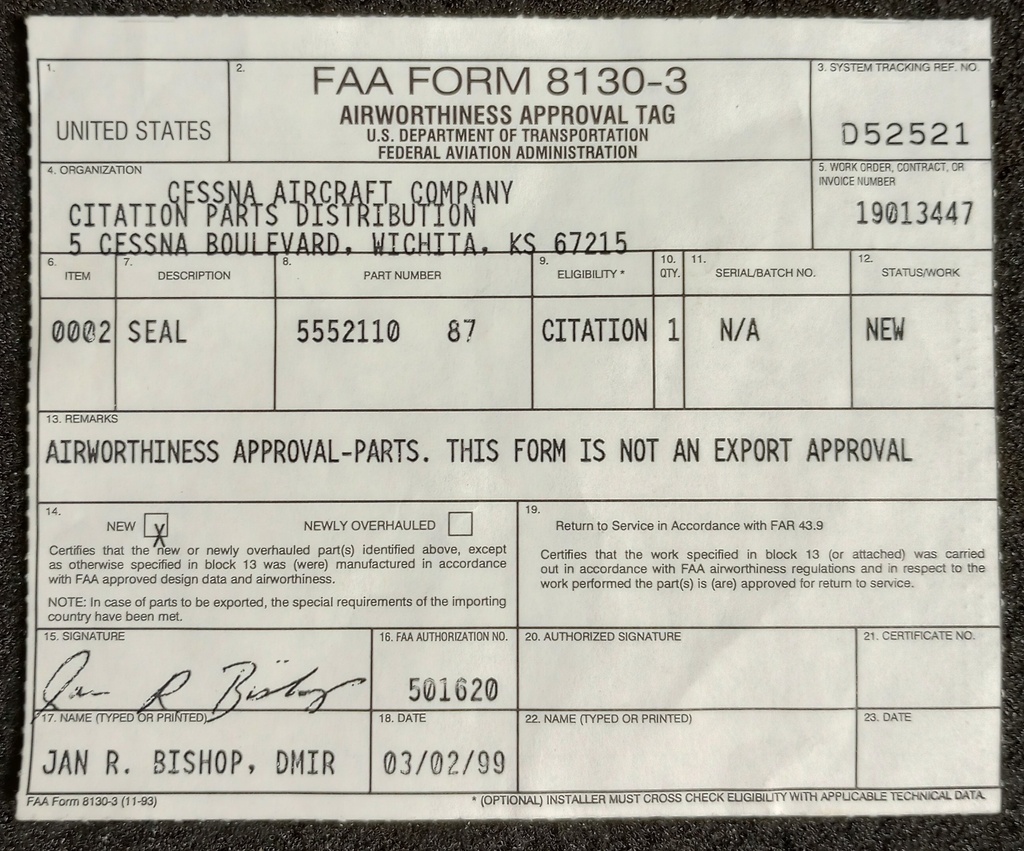 1.
UNITED STATES
2.
FAA FORM 8130-3
AIRWORTHINESS APPROVAL TAG
U.S. DEPARTMENT OF TRANSPORTATION
FEDERAL AVIATION ADMINISTRATION
3. SYSTEM TRACKING REF. NO.
D52521
4. ORGANIZATION
CESSNA AIRCRAFT COMPANY
CITATION PARTS DISTRIBUTION
5 CESSNA BOULEVARD, WICHITA, KS 67215
5. WORK ORDER, CONTRACT, OR
INVOICE NUMBER
19013447
6. ITEM
7. DESCRIPTION
8. PART NUMBER
9. ELIGIBILITY *
10. QTY.
11. SERIAL/BATCH NO.
12. STATUS/WORK
0002 SEAL 5552110 87 CITATION 1 N/A NEW
13. REMARKS
AIRWORTHINESS APPROVAL-PARTS. THIS FORM IS NOT AN EXPORT APPROVAL
14.
NEW X NEWLY OVERHAULED
Certifies that the new or newly overhauled part(s) identified above, except
as otherwise specified in block 13 was (were) manufactured in accordance
with FAA approved design data and airworthiness.
NOTE: In case of parts to be exported, the special requirements of the importing
country have been met.
19.
Return to Service in Accordance with FAR 43.9
Certifies that the work specified in block 13 (or attached) was carried
out in accordance with FAA airworthiness regulations and in respect to the
work performed the part(s) is (are) approved for return to service.
15. SIGNATURE
Jan R Bishop
16. FAA AUTHORIZATION NO.
501620
20. AUTHORIZED SIGNATURE
21. CERTIFICATE NO.
17. NAME (TYPED OR PRINTED)
JAN R. BISHOP, DMIR
18. DATE
03/02/99
22. NAME (TYPED OR PRINTED)
23. DATE
FAA Form 8130-3 (11-93)
* (OPTIONAL) INSTALLER MUST CROSS CHECK ELIGIBILITY WITH APPLICABLE TECHNICAL DATA.